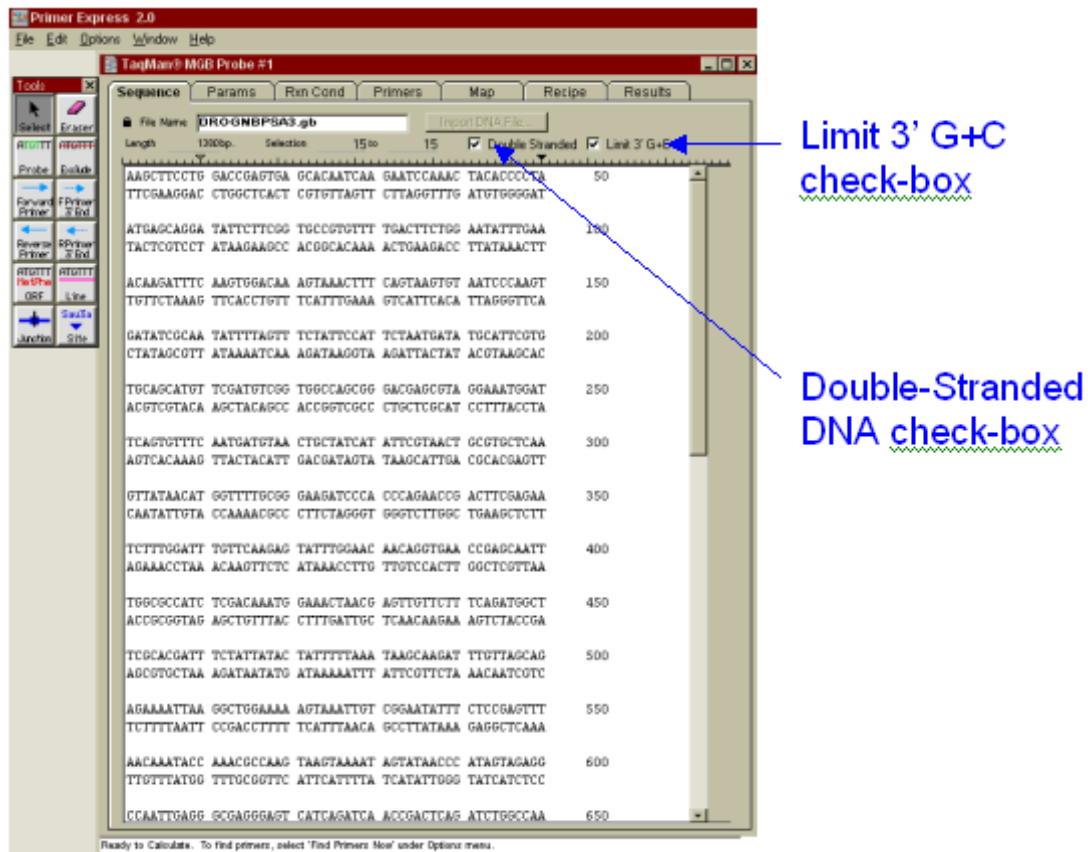 Primer Express 2.0
File Edit Options Window Help
TaqMan® MGB Probe #1
Tools
Sequence Params Rxn Cond Primers Map Recipe Results
File Name DROGNBPSA3.gb Import DNA File...
Length 1300bp. Selection 15 to 15 Double Stranded Limit 3' G+C
Select Eraser
Probe Exclude
Forward Primer FPrimer 3' End
Reverse Primer RPrimer 3' End
ORF Line
Junction Site
AAGCTTCCTG GACCGAGTGA GCACAATCAA GAATCCAAAC TACACCCCTA 50
TTCGAAGGAC CTGGCTCACT CGTGTTAGTT CTTAGGTTTG ATGTGGGGAT
ATGAGCAGGA TATTCTTCGG TGCCGTGTTT TGACTTCTGG AATATTTGAA 100
TACTCGTCCT ATAAGAAGCC ACGGCACAAA ACTGAAGACC TTATAAACTT
ACAAGATTTC AAGTGGACAA AGTAAACTTT CAGTAAGTGT AATCCCAAGT 150
TGTTCTAAAG TTCACCTGTT TCATTTGAAA GTCATTCACA TTAGGGTTCA
GATATCGCAA TATTTTAGTT TCTATTCCAT TCTAATGATA TGCATTCGTG 200
CTATAGCGTT ATAAAATCAA AGATAAGGTA AGATTACTAT ACGTAAGCAC
TGCAGCATGT TCGATGTCGG TGGCCAGCGG GACGAGCGTA GGAAATGGAT 250
ACGTCGTACA AGCTACAGCC ACCGGTCGCC CTGCTCGCAT CCTTTACCTA
TCAGTGTTTC AATGATGTAA CTGCTATCAT ATTCGTAACT GCGTGCTCAA 300
AGTCACAAAG TTACTACATT GACGATAGTA TAAGCATTGA CGCACGAGTT
GTTATAACAT GGTTTTGCGG GAAGATCCCA CCCAGAACCG ACTTCGAGAA 350
CAATATTGTA CCAAAACGCC CTTCTAGGGT GGGTCTTGGC TGAAGCTCTT
TCTTTGGATT TGTTCAAGAG TATTTGGAAC AACAGGTGAA CCGAGCAATT 400
AGAAACCTAA ACAAGTTCTC ATAAACCTTG TTGTCCACTT GGCTCGTTAA
TGGCGCCATC TCGACAAATG GAAACTAACG AGTTGTTCTT TCAGATGGCT 450
ACCGCGGTAG AGCTGTTTAC CTTTGATTGC TCAACAAGAA AGTCTACCGA
TCGCACGATT TCTATTATAC TATTTTTAAA TAAGCAAGAT TTGTTAGCAG 500
AGCGTGCTAA AGATAATATG ATAAAAATTT ATTCGTTCTA AACAATCGTC
AGAAAATTAA GGCTGGAAAA AGTAAATTGT CGGAATATTT CTCCGAGTTT 550
TCTTTTAATT CCGACCTTTT TCATTTAACA GCCTTATAAA GAGGCTCAAA
AACAAATACC AAACGCCAAG TAAGTAAAAT AGTATAACCC ATAGTAGAGG 600
TTGTTTATGG TTTGCGGTTC ATTCATTTTA TCATATTGGG TATCATCTCC
CCAATTGAGG GCGAGGGAGT CATCAGATCA ACCGACTCAG ATCTGGCCAA 650
Ready to Calculate. To find primers, select 'Find Primers Now' under Options menu.
Limit 3’ G+C
check-box
Double-Stranded
DNA check-box